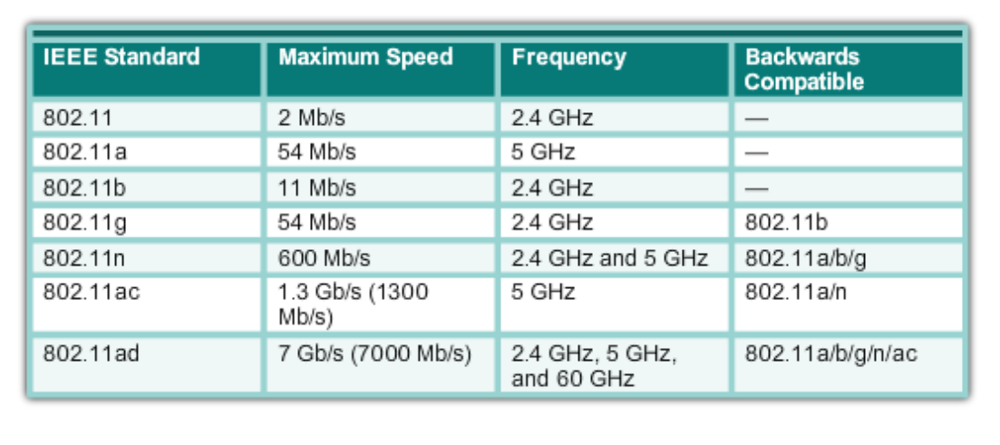 IEEE Standard Maximum Speed Frequency Backwards
Compatible
802.11 2 Mb/s 2.4 GHz —
802.11a 54 Mb/s 5 GHz —
802.11b 11 Mb/s 2.4 GHz —
802.11g 54 Mb/s 2.4 GHz 802.11b
802.11n 600 Mb/s 2.4 GHz and 5 GHz 802.11a/b/g
802.11ac 1.3 Gb/s (1300 5 GHz 802.11a/n
Mb/s)
802.11ad 7 Gb/s (7000 Mb/s) 2.4 GHz, 5 GHz, 802.11a/b/g/n/ac
and 60 GHz